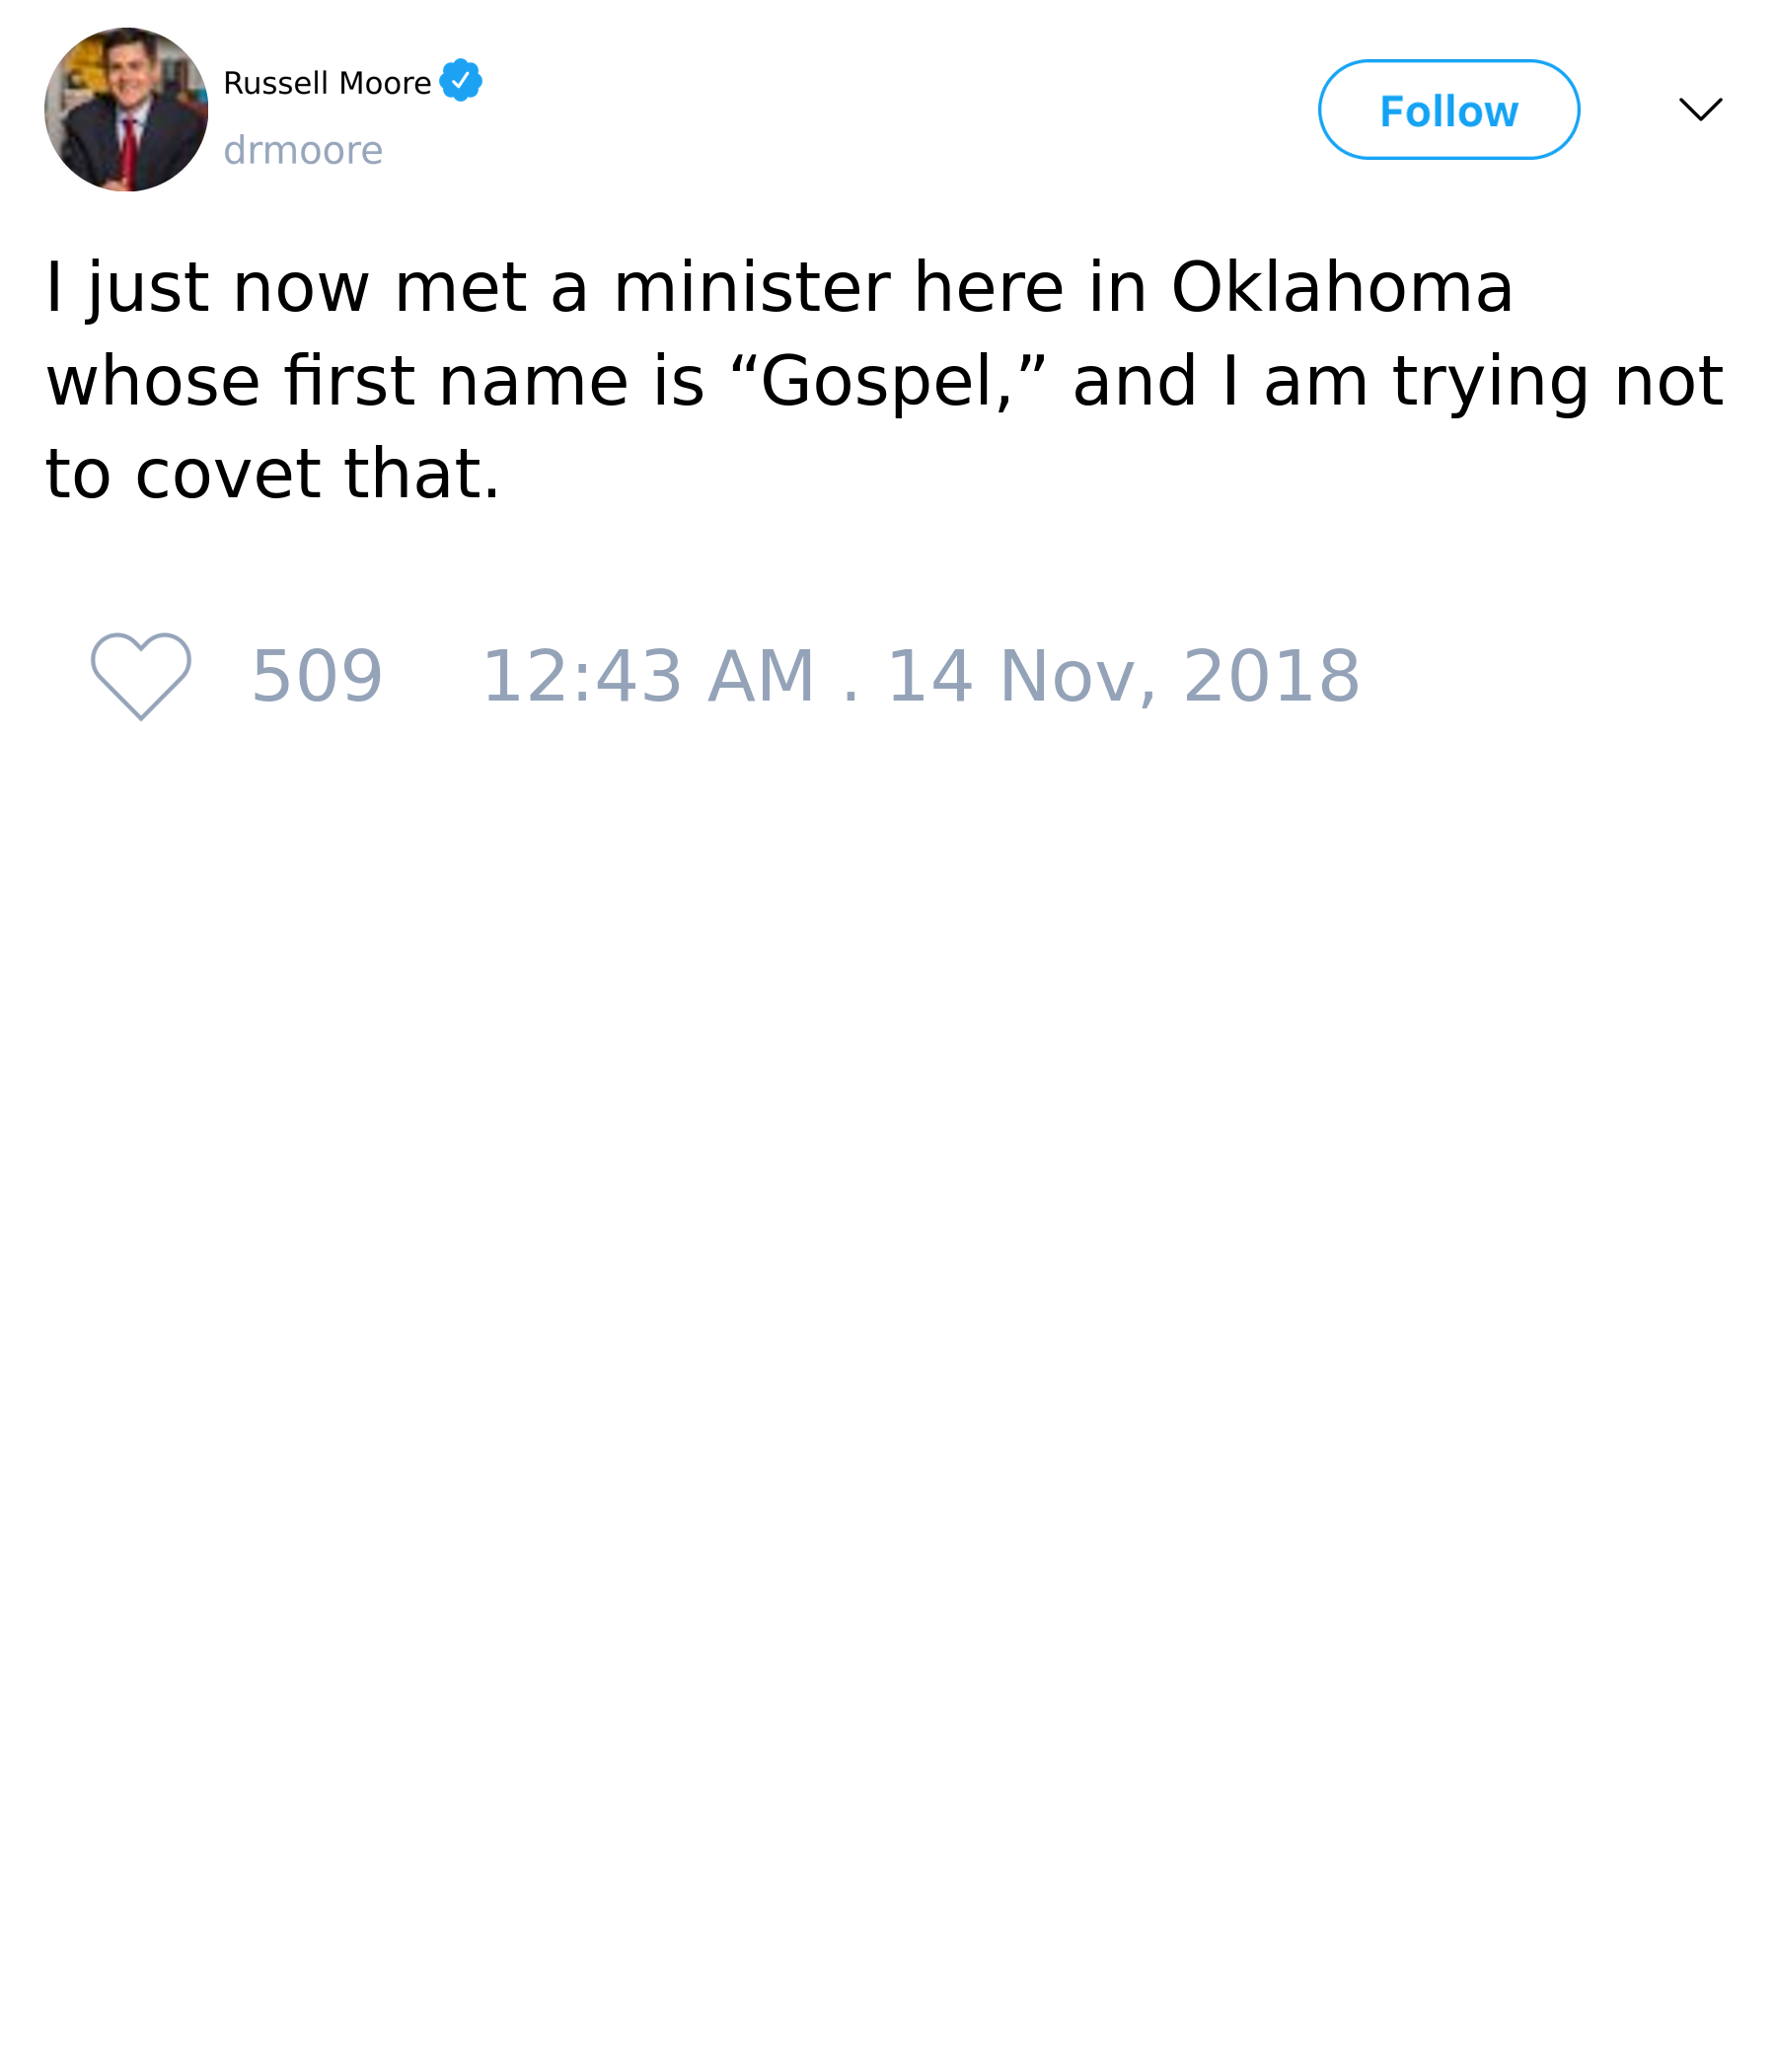 Russell Moore
drmoore
Follow
I just now met a minister here in Oklahoma
whose first name is “Gospel,” and I am trying not
to covet that.
509 12:43 AM . 14 Nov, 2018